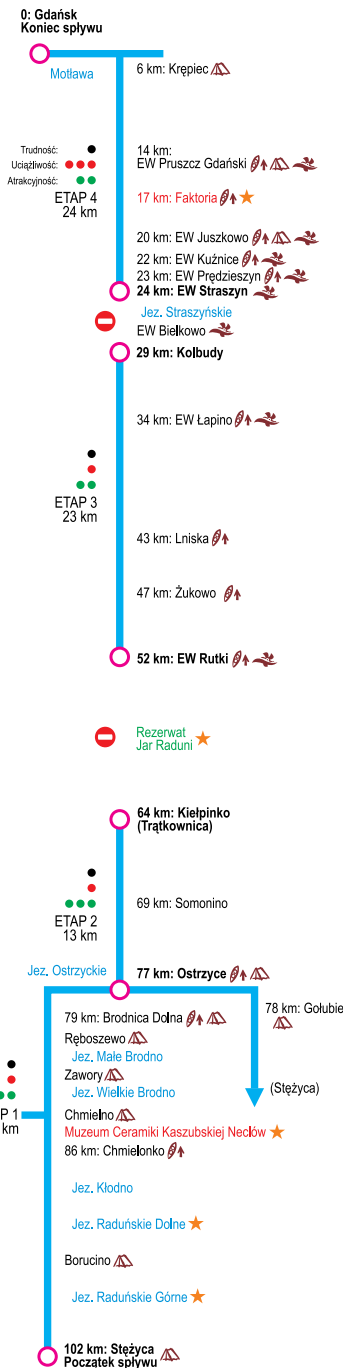 0: Gdańsk
Koniec spływu
Motława
6 km: Krępiec
Trudność:
Uciążliwość:
Atrakcyjność:
ETAP 4
24 km
14 km:
EW Pruszcz Gdański
17 km: Faktoria
20 km: EW Juszkowo
22 km: EW Kuźnice
23 km: EW Prędzieszyn
24 km: EW Straszyn
Jez. Straszyńskie
EW Bielkowo
29 km: Kolbudy
34 km: EW Łapino
ETAP 3
23 km
43 km: Lniska
47 km: Żukowo
52 km: EW Rutki
Rezerwat
Jar Raduni
64 km: Kiełpinko
(Trątkownica)
69 km: Somonino
ETAP 2
13 km
Jez. Ostrzyckie
77 km: Ostrzyce
78 km: Gołubie
(Stężyca)
79 km: Brodnica Dolna
Ręboszewo
Jez. Małe Brodno
Zawory
Jez. Wielkie Brodno
Chmielno
AP 1
km
Muzeum Ceramiki Kaszubskiej Neclów
86 km: Chmielonko
Jez. Kłodno
Jez. Raduńskie Dolne
Borucino
Jez. Raduńskie Górne
102 km: Stężyca
Początek spływu